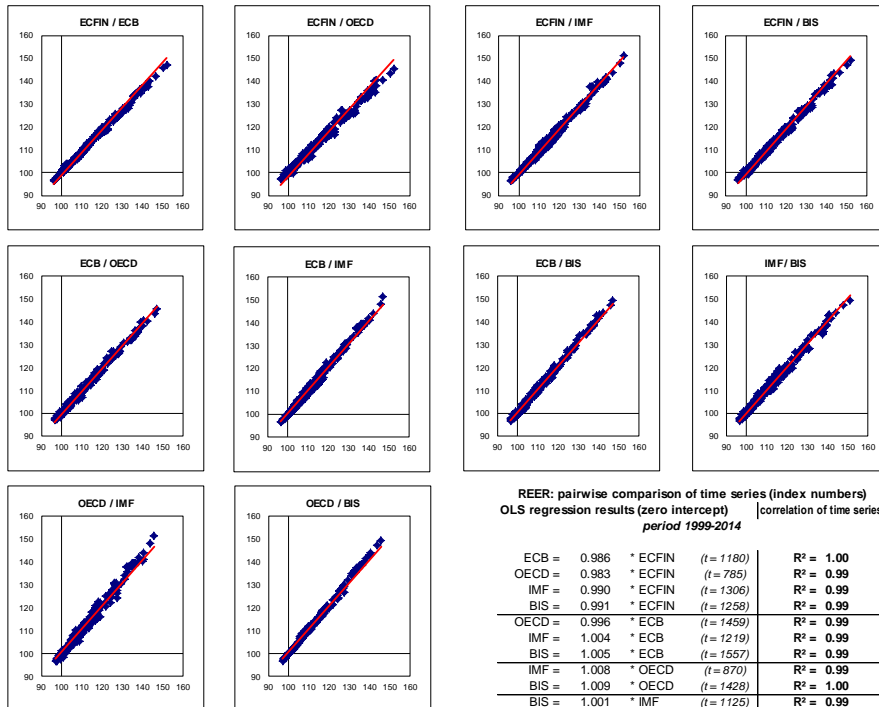 ECFIN / ECB
160
150
140
130
120
110
100
90
90 100 110 120 130 140 150 160
ECFIN / OECD
160
150
140
130
120
110
100
90
90 100 110 120 130 140 150 160
ECFIN / IMF
160
150
140
130
120
110
100
90
90 100 110 120 130 140 150 160
ECFIN / BIS
160
150
140
130
120
110
100
90
90 100 110 120 130 140 150 160
ECB / OECD
160
150
140
130
120
110
100
90
90 100 110 120 130 140 150 160
ECB / IMF
160
150
140
130
120
110
100
90
90 100 110 120 130 140 150 160
ECB / BIS
160
150
140
130
120
110
100
90
90 100 110 120 130 140 150 160
IMF/ BIS
160
150
140
130
120
110
100
90
90 100 110 120 130 140 150 160
OECD / IMF
160
150
140
130
120
110
100
90
90 100 110 120 130 140 150 160
OECD / BIS
160
150
140
130
120
110
100
90
90 100 110 120 130 140 150 160
REER: pairwise comparison of time series (index numbers)
OLS regression results (zero intercept) correlation of time series
period 1999-2014
ECB = 0.986 * ECFIN (t = 1180) R² = 1.00
OECD = 0.983 * ECFIN (t = 785) R² = 0.99
IMF = 0.990 * ECFIN (t = 1306) R² = 0.99
BIS = 0.991 * ECFIN (t = 1258) R² = 0.99
OECD = 0.996 * ECB (t = 1459) R² = 0.99
IMF = 1.004 * ECB (t = 1219) R² = 0.99
BIS = 1.005 * ECB (t = 1557) R² = 0.99
IMF = 1.008 * OECD (t = 870) R² = 0.99
BIS = 1.009 * OECD (t = 1428) R² = 1.00
BIS = 1.001 * IMF (t = 1125) R² = 0.99